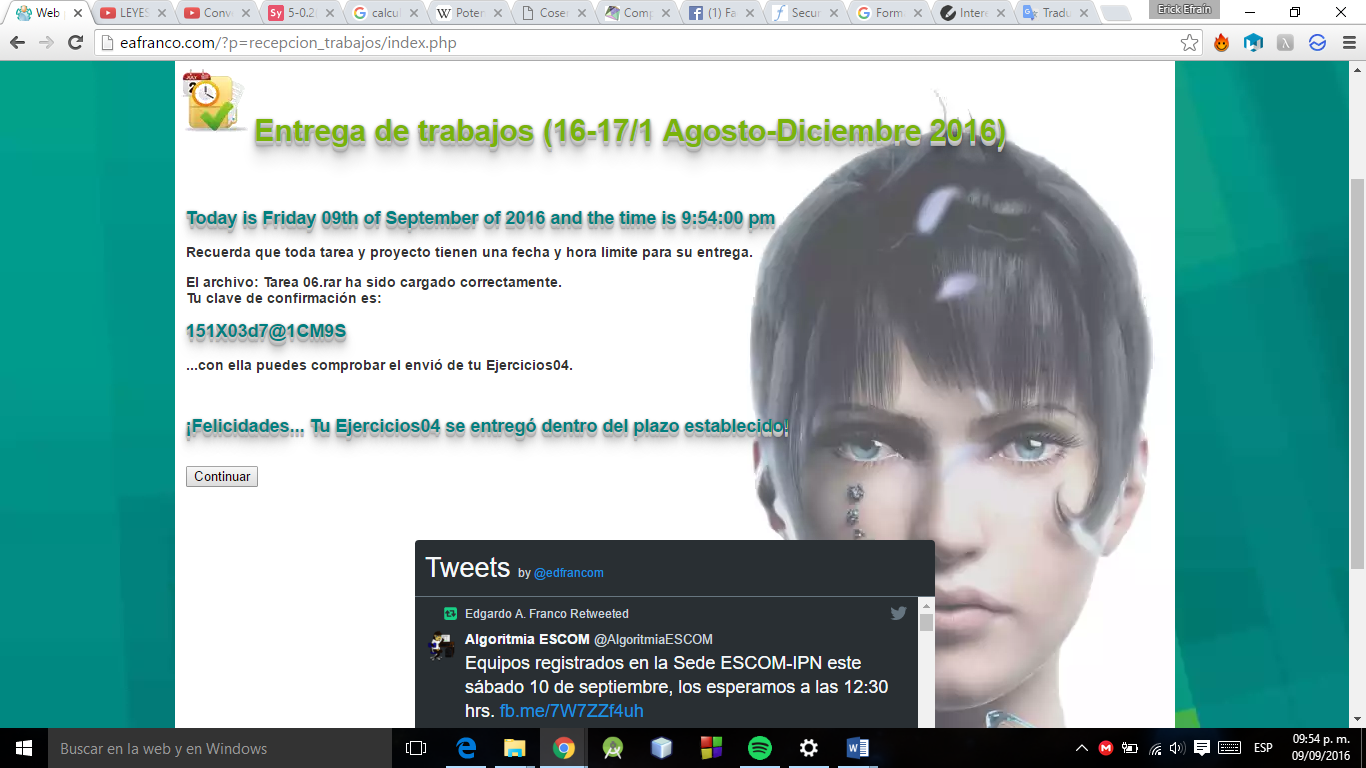 Web p
LEYES
Conve
5-0.2
calcul
Poten
Coser
Comp
(1) Fa
Secur
Form
Intere
Tradu
Erick Efraín
eafranco.com/?p=recepcion_trabajos/index.php
Entrega de trabajos (16-17/1 Agosto-Diciembre 2016)
Today is Friday 09th of September of 2016 and the time is 9:54:00 pm
Recuerda que toda tarea y proyecto tienen una fecha y hora limite para su entrega.
El archivo: Tarea 06.rar ha sido cargado correctamente.
Tu clave de confirmación es:
151X03d7@1CM9S
...con ella puedes comprobar el envió de tu Ejercicios04.
¡Felicidades... Tu Ejercicios04 se entregó dentro del plazo establecido!
Continuar
Tweets by @edfrancom
Edgardo A. Franco Retweeted
Algoritmia ESCOM @AlgoritmiaESCOM
Equipos registrados en la Sede ESCOM-IPN este
sábado 10 de septiembre, los esperamos a las 12:30
hrs. fb.me/7W7ZZf4uh
Buscar en la web y en Windows
ESP
09:54 p. m.
09/09/2016